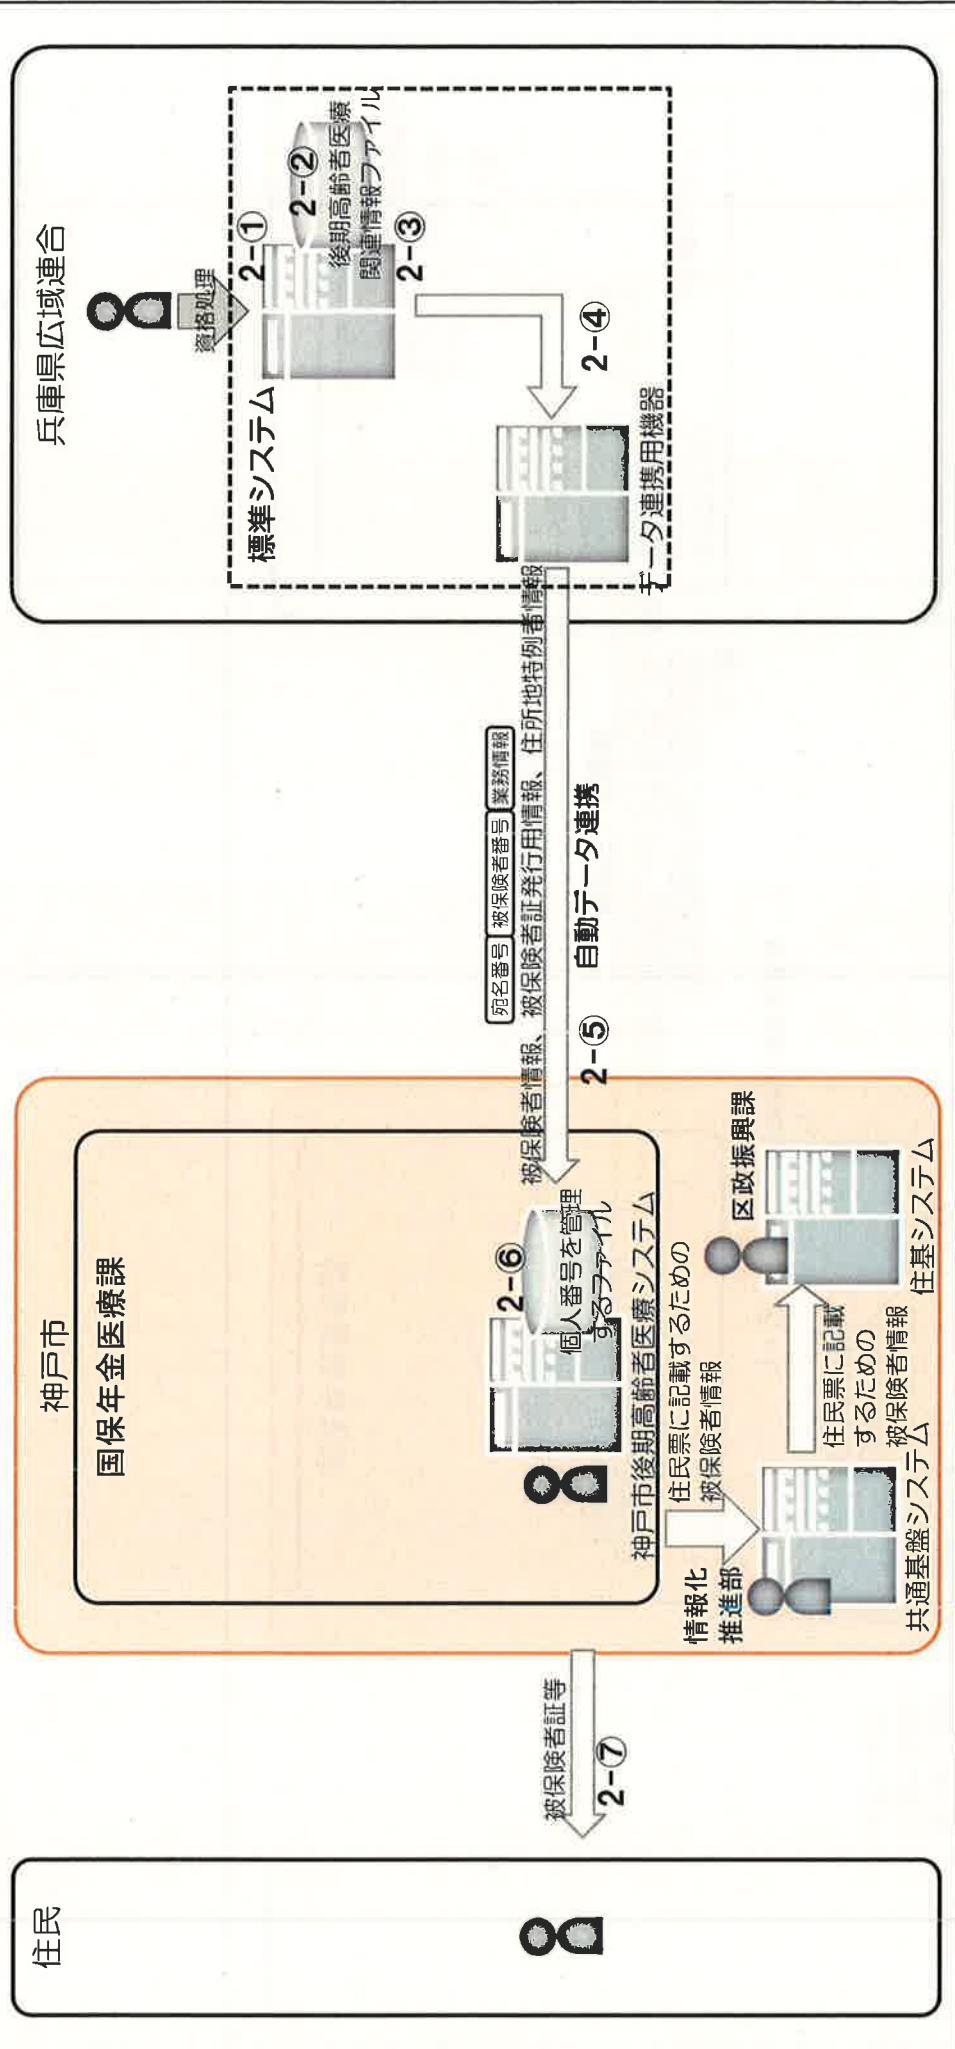 住民
被保険者証等
2-⑦
神戸市
国保年金医療課
2-⑥
個人番号を管理
するファイル
神戸市後期高齢者医療システム
住民票に記載するための
被保険者情報
情報化
推進部
共通基盤システム
住民票に記載
するための
被保険者情報
区政振興課
住基システム
宛名番号
被保険者番号
業務情報
被保険者情報、被保険者証発行用情報、住所地特例者情報
自動データ連携
2-⑤
兵庫県広域連合
資格処理
標準システム
2-①
2-②
後期高齢者医療
関連情報ファイル
2-③
2-④
データ連携用機器